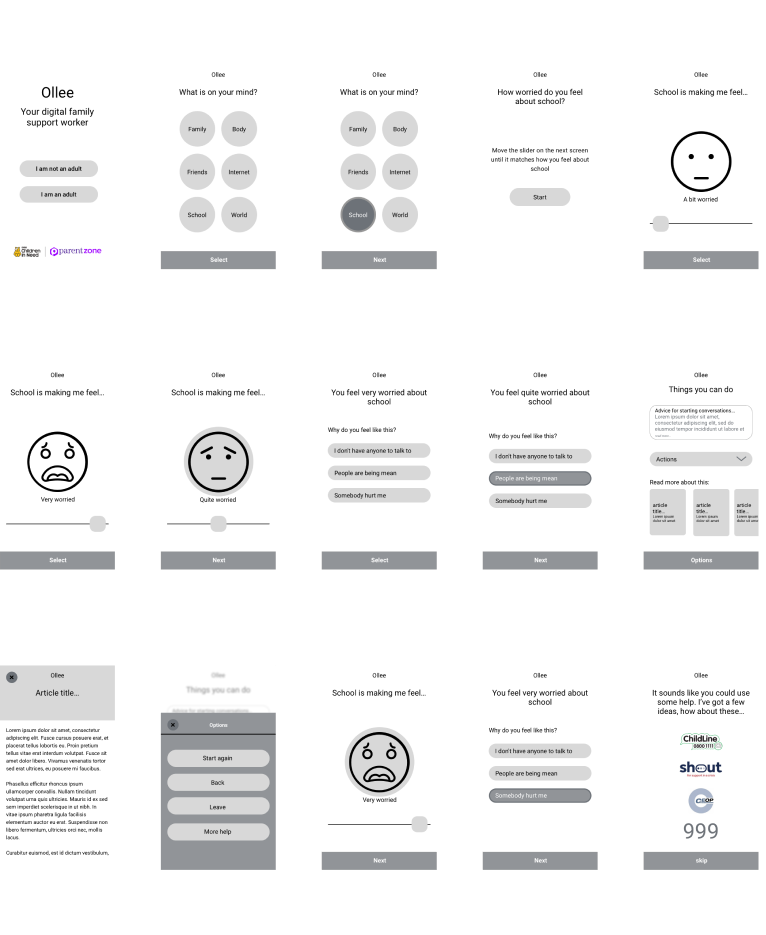 Ollee
Your digital family
support worker
I am not an adult
I am an adult
Children
in Need
parentzone
Ollee
What is on your mind?
Family
Body
Friends
Internet
School
World
Select
Ollee
What is on your mind?
Family
Body
Friends
Internet
School
World
Next
Ollee
How worried do you feel
about school?
Move the slider on the next screen
until it matches how you feel about
school
Start
Ollee
School is making me feel...
A bit worried
Select
Ollee
School is making me feel...
Very worried
Select
Ollee
School is making me feel...
Quite worried
Next
Ollee
You feel very worried about
school
Why do you feel like this?
I don't have anyone to talk to
People are being mean
Somebody hurt me
Select
Ollee
You feel quite worried about
school
Why do you feel like this?
I don't have anyone to talk to
People are being mean
Somebody hurt me
Next
Ollee
Things you can do
Advice for starting conversations...
Lorem ipsum dolor sit amet,
consectetur adipiscing elit, sed do
eiusmod tempor incididunt ut labore et
Actions
Read more about this:
article
title..
Lorem ipsum
dolor sit amet
article
title..
Lorem ipsum
dolor sit amet
article
title..
Lorem ipsum
dolor sit ame
Options
Ollee
Article title...
Lorem ipsum dolor sit amet, consectetur
adipiscing elit. Fusce cursus posuere erat, et
placerat tellus lobortis eu. Proin pretium
tellus vitae erat interdum volutpat. Fusce sit
amet dolor libero. Vivamus venenatis tortor
sed erat ultrices, eu posuere mi faucibus.
Phasellus efficitur rhoncus ipsum
ullamcorper convallis. Nullam tincidunt
volutpat urna quis ultricies. Mauris id ex sed
sem imperdiet scelerisque in ut nibh. In
vitae ipsum pharetra ligula facilisis
elementum auctor eu erat. Suspendisse non
libero fermentum, ultricies orci nec, mollis
lacus.
Curabitur euismod, est id dictum vestibulum,
Ollee
Things you can do
Advice for starting conversations...
Options
Start again
Back
Leave
More help
Ollee
School is making me feel...
Very worried
Next
Ollee
You feel very worried about
school
Why do you feel like this?
I don't have anyone to talk to
People are being mean
Somebody hurt me
Next
Ollee
It sounds like you could use
some help. I've got a few
ideas, how about these...
ChildLine
0800 1111
shout
CEOP
999
skip